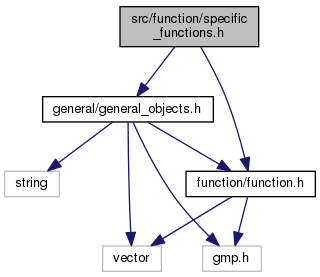 src/function/specific
_functions.h
general/general_objects.h
string
function/function.h
vector
gmp.h